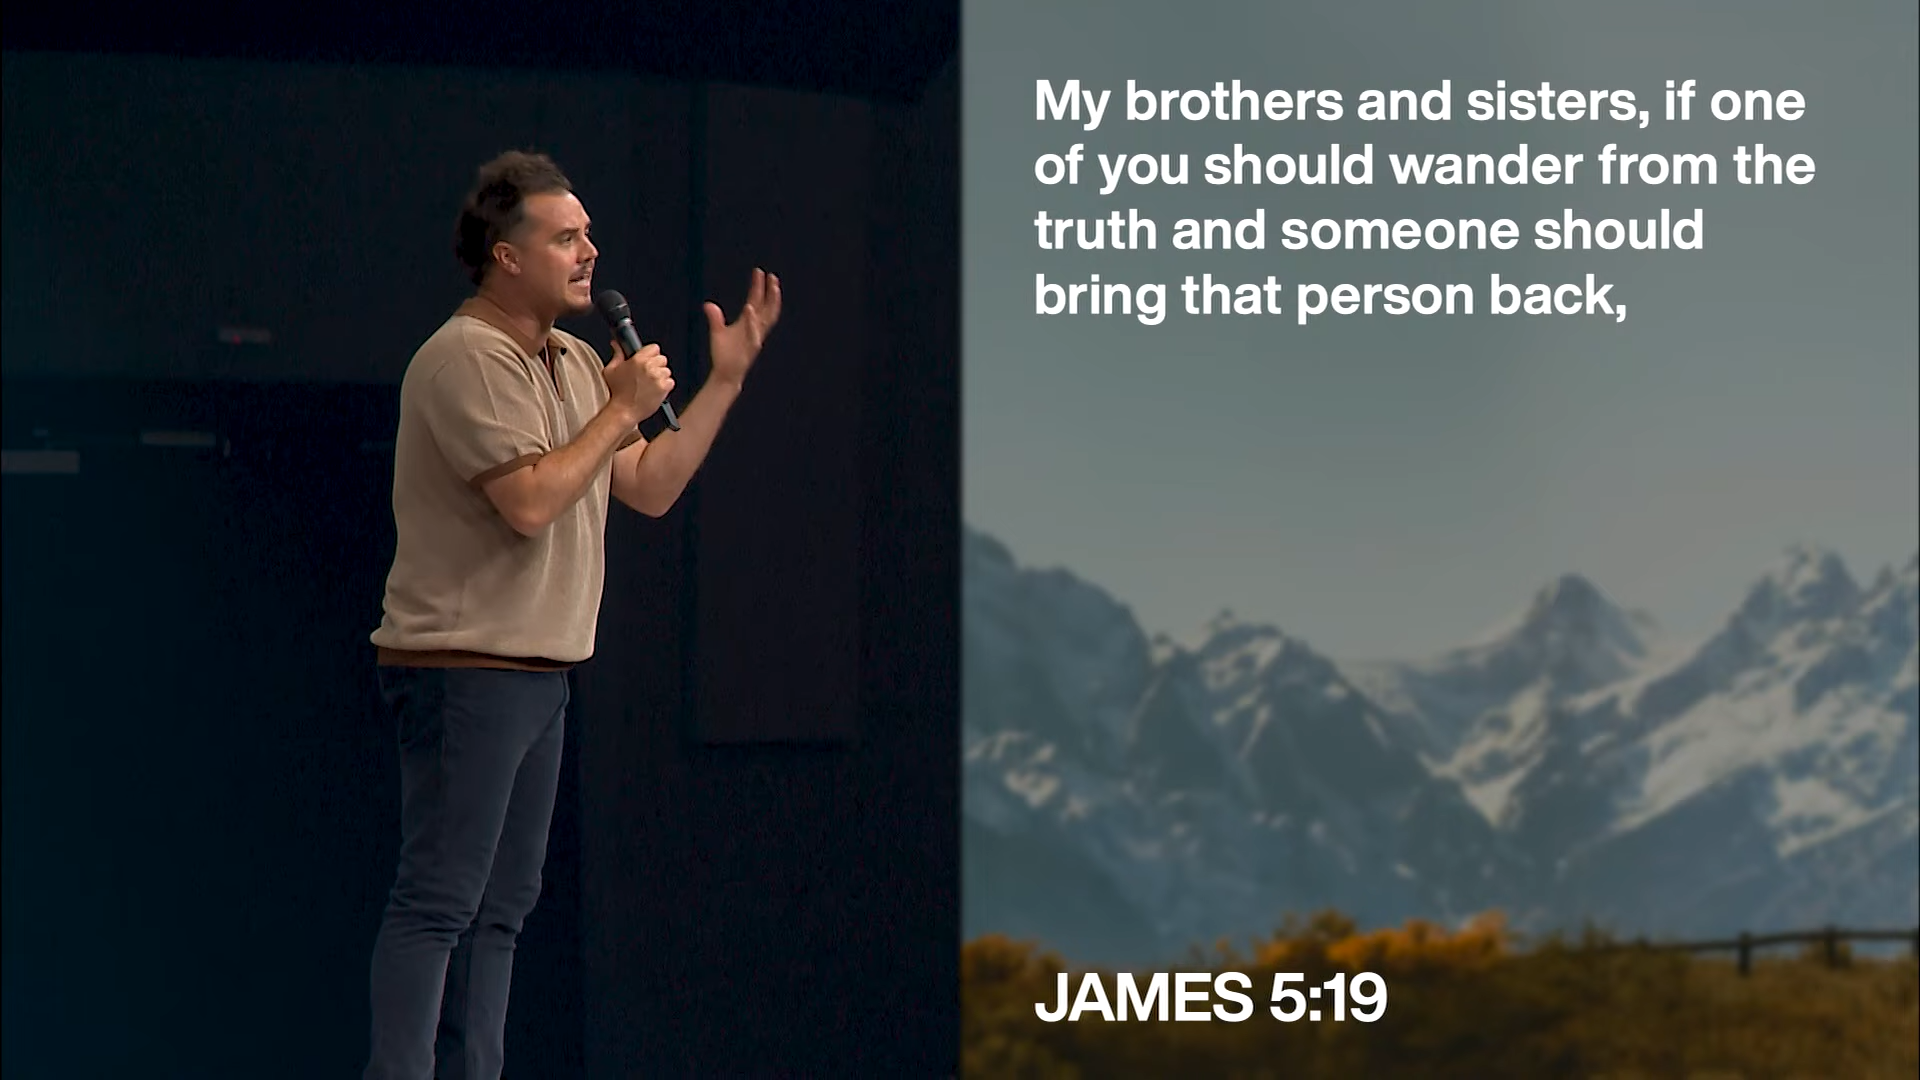 My brothers and sisters, if one
of you should wander from the
truth and someone should
bring that person back,
JAMES 5:19